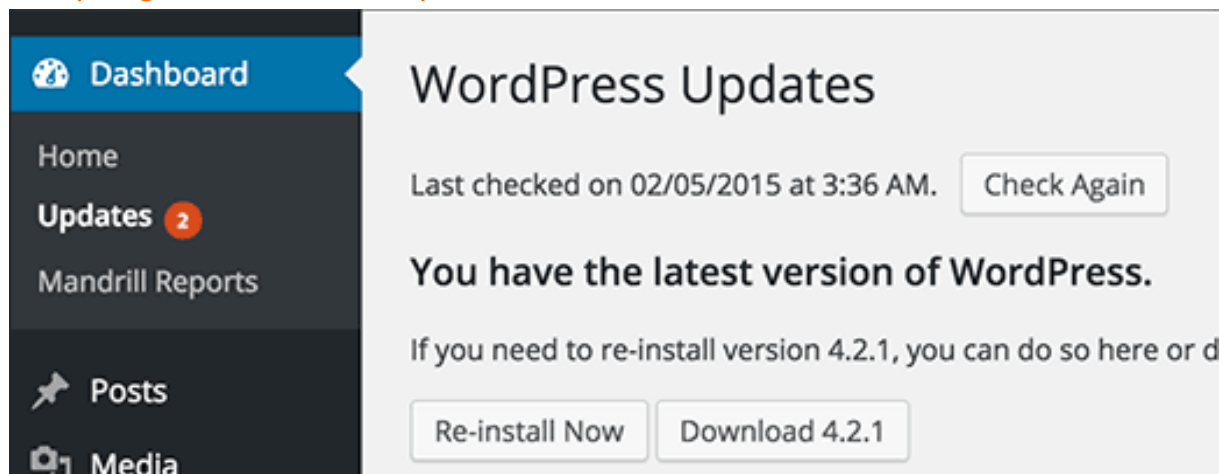 Dashboard
Home
Updates 2
Mandrill Reports
Posts
Media
WordPress Updates
Last checked on 02/05/2015 at 3:36 AM. Check Again
You have the latest version of WordPress.
If you need to re-install version 4.2.1, you can do so here or d
Re-install Now Download 4.2.1